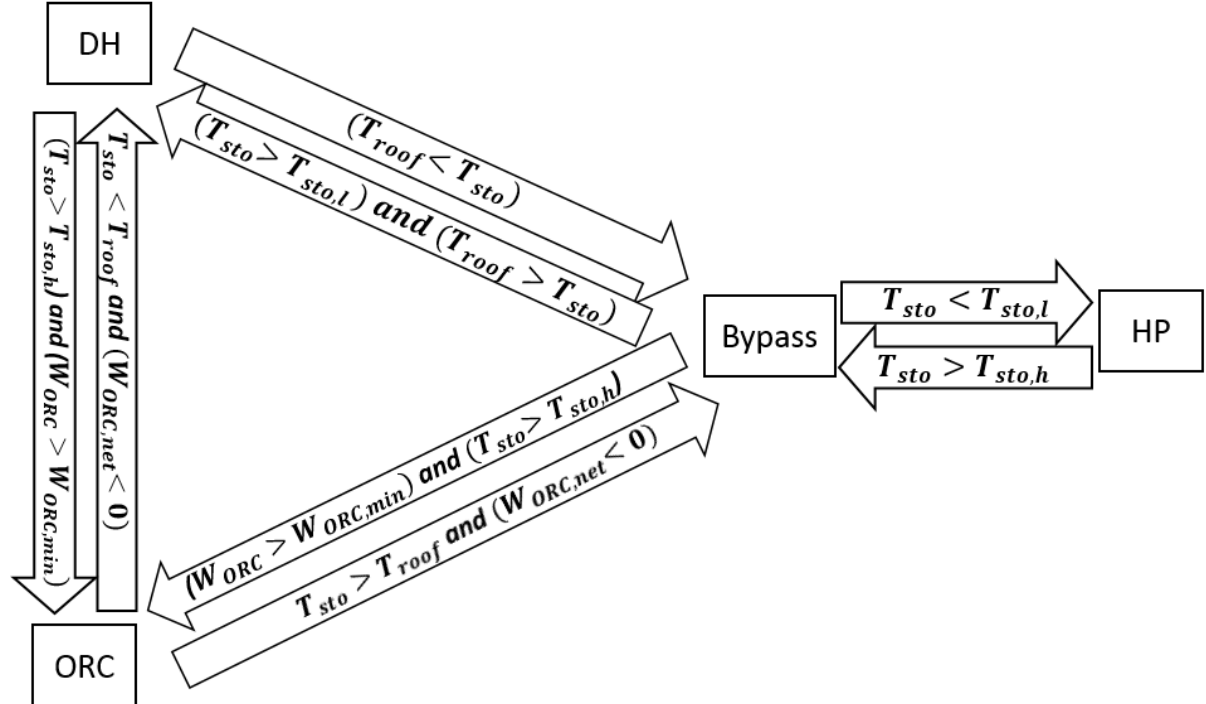 DH
(T_roof < T_sto)
(T_sto > T_sto,l) and (T_roof > T_sto)
(T_sto > T_sto,h) and (W_ORC > W_ORC,min)
T_sto < T_roof and (W_ORC,net < 0)
Bypass
T_sto < T_sto,l
T_sto > T_sto,h
HP
(W_ORC > W_ORC,min) and (T_sto > T_sto,h)
T_sto > T_roof and (W_ORC,net < 0)
ORC